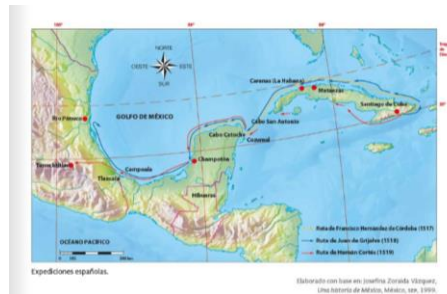 NORTE
OESTE
ESTE
SUR
GOLFO DE MÉXICO
Carenas (La Habana)
Matanzas
Santiago de Cuba
Cabo San Antonio
Cabo Catoche
Cozumel
Río Pánuco
Champotón
Cempoala
Tlaxcala
Hibueras
OCÉANO PACÍFICO
Ruta de Francisco Hernández de Córdoba (1517)
Ruta de Juan de Grijalva (1518)
Ruta de Hernán Cortés (1519)
Expediciones españolas.
Elaborado con base en: Josefina Zoraida Vázquez,
Una historia de México, México, SEP, 1995.